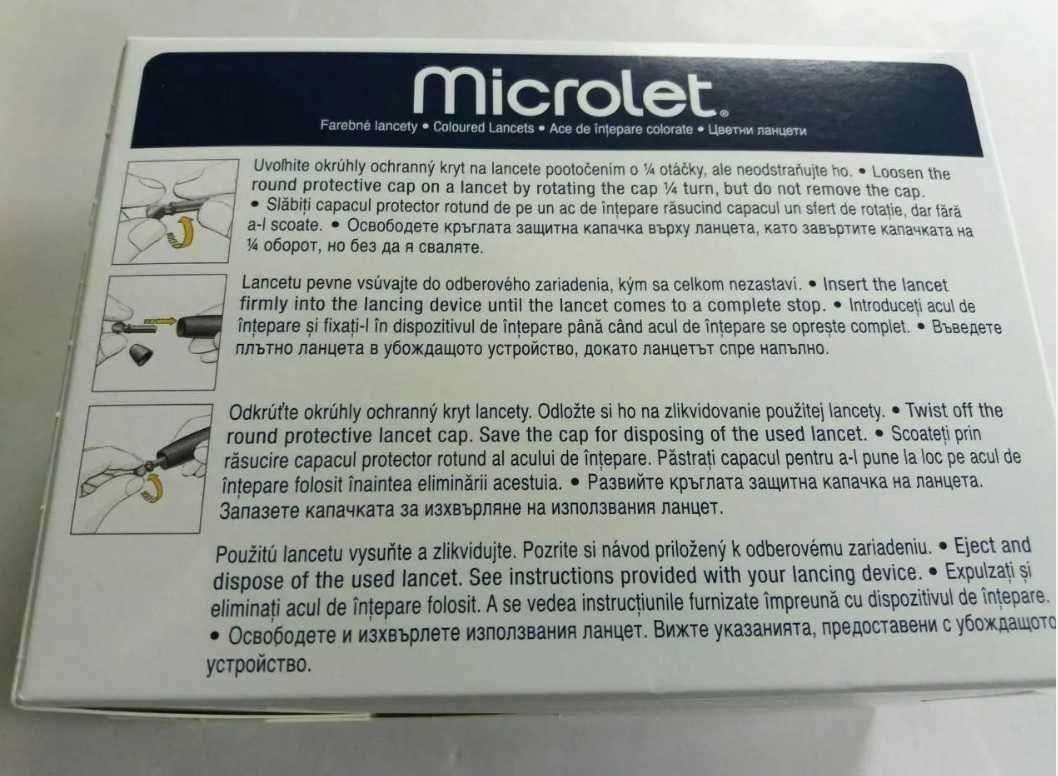 Microlet®
Farebné lancety • Coloured Lancets • Ace de înțepare colorate • Цветни ланцети
Uvoľnite okrúhly ochranný kryt na lancete pootočením o ¼ otáčky, ale neodstraňujte ho. • Loosen the
round protective cap on a lancet by rotating the cap ¼ turn, but do not remove the cap.
• Slăbiți capacul protector rotund de pe un ac de înțepare răsucind capacul un sfert de rotație, dar fără
a-l scoate. • Освободете кръглата защитна капачка върху ланцета, като завъртите капачката на
¼ оборот, но без да я сваляте.
Lancetu pevne vsúvajte do odberového zariadenia, kým sa celkom nezastaví. • Insert the lancet
firmly into the lancing device until the lancet comes to a complete stop. • Introduceți acul de
înțepare și fixați-l în dispozitivul de înțepare până când acul de înțepare se oprește complet. • Въведете
плътно ланцета в убождащото устройство, докато ланцетът спре напълно.
Odkrúťte okrúhly ochranný kryt lancety. Odložte si ho na zlikvidovanie použitej lancety. • Twist off the
round protective lancet cap. Save the cap for disposing of the used lancet. • Scoateți prin
răsucire capacul protector rotund al acului de înțepare. Păstrați capacul pentru a-l pune la loc pe acul de
înțepare folosit înaintea eliminării acestuia. • Развийте кръглата защитна капачка на ланцета.
Запазете капачката за изхвърляне на използвания ланцет.
Použitú lancetu vysuňte a zlikvidujte. Pozrite si návod priložený k odberovému zariadeniu. • Eject and
dispose of the used lancet. See instructions provided with your lancing device. • Expulzați și
eliminați acul de înțepare folosit. A se vedea instrucțiunile furnizate împreună cu dispozitivul de înțepare.
• Освободете и изхвърлете използвания ланцет. Вижте указанията, предоставени с убождащото
устройство.